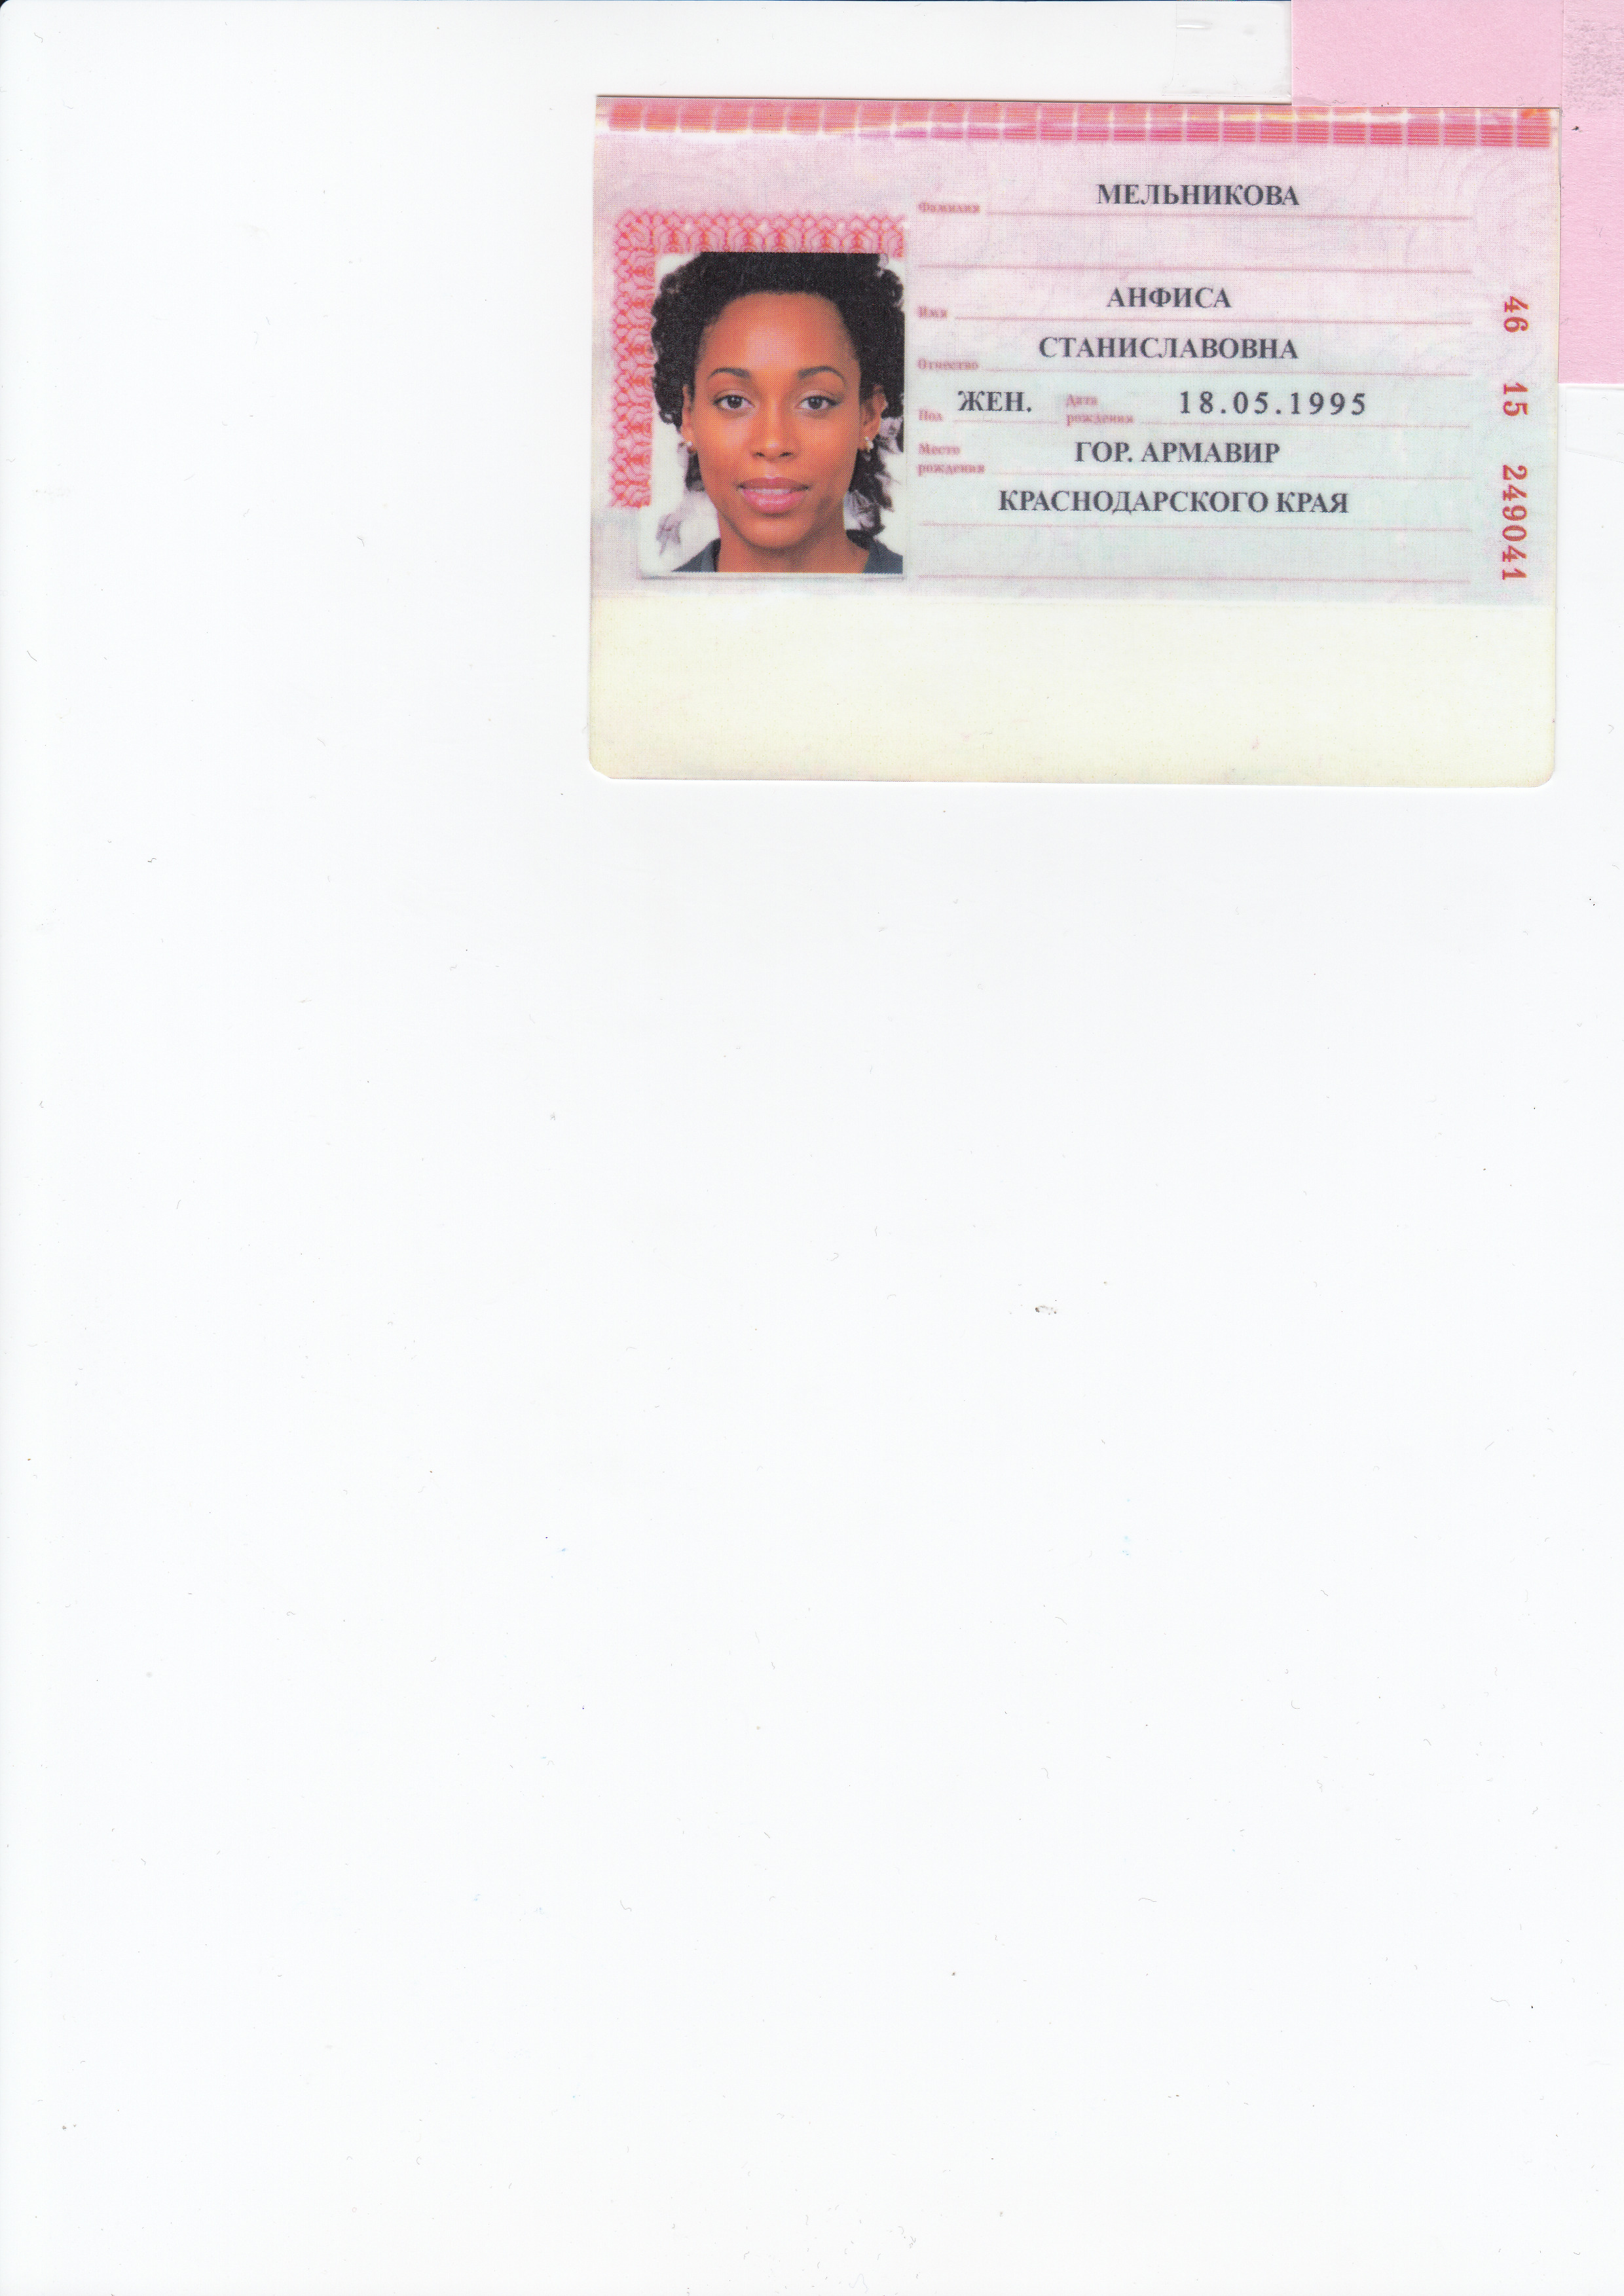 Фамилия МЕЛЬНИКОВА
Имя АНФИСА
Отчество СТАНИСЛАВОВНА
Пол ЖЕН. Дата рождения 18.05.1995
Место рождения ГОР. АРМАВИР
КРАСНОДАРСКОГО КРАЯ
46 15 249041